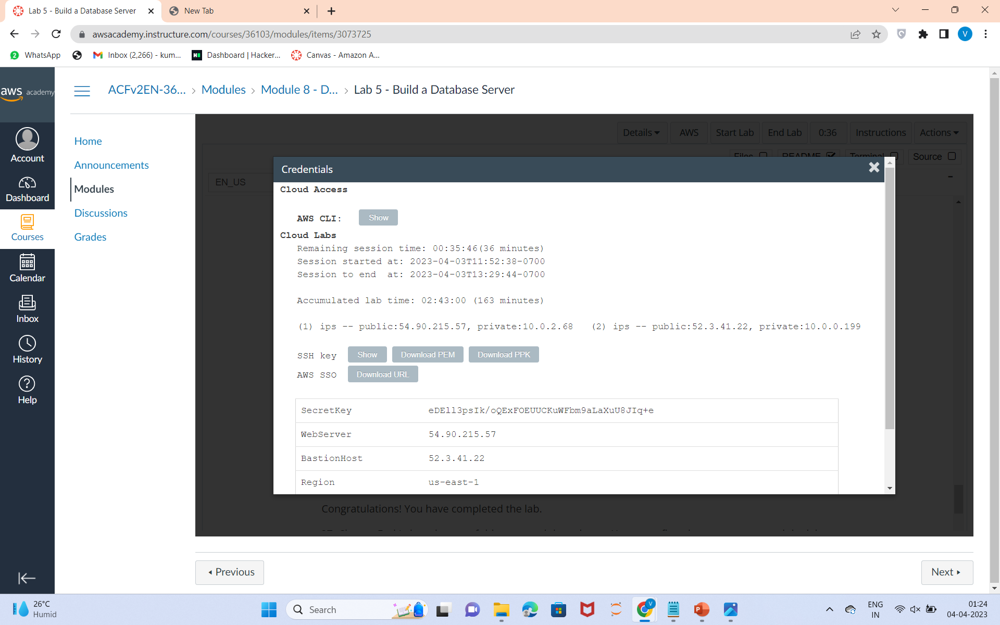 Lab 5 - Build a Database Server
New Tab
awsacademy.instructure.com/courses/36103/modules/items/3073725
V
2 WhatsApp
Inbox (2,266) - kum...
Dashboard | Hacker...
Canvas - Amazon A...
aws academy
ACFv2EN-36... > Modules > Module 8 - D... > Lab 5 - Build a Database Server
Account
Dashboard
Courses
Calendar
Inbox
History
Help
Home
Announcements
Modules
Discussions
Grades
Details AWS Start Lab End Lab 0:36 Instructions Actions
Files README Terminal Source
EN_US
Credentials
Cloud Access
AWS CLI: Show
Cloud Labs
Remaining session time: 00:35:46(36 minutes)
Session started at: 2023-04-03T11:52:38-0700
Session to end  at: 2023-04-03T13:29:44-0700
Accumulated lab time: 02:43:00 (163 minutes)
(1) ips -- public:54.90.215.57, private:10.0.2.68 (2) ips -- public:52.3.41.22, private:10.0.0.199
SSH key Show Download PEM Download PPK
AWS SSO Download URL
SecretKey eDEll3psIk/oQExFOEUUCKuWFbm9aLaXuU8JIq+e
WebServer 54.90.215.57
BastionHost 52.3.41.22
Region us-east-1
Congratulations! You have completed the lab.
Previous
Next
26°C
Humid
Search
V
ENG
IN
01:24
04-04-2023